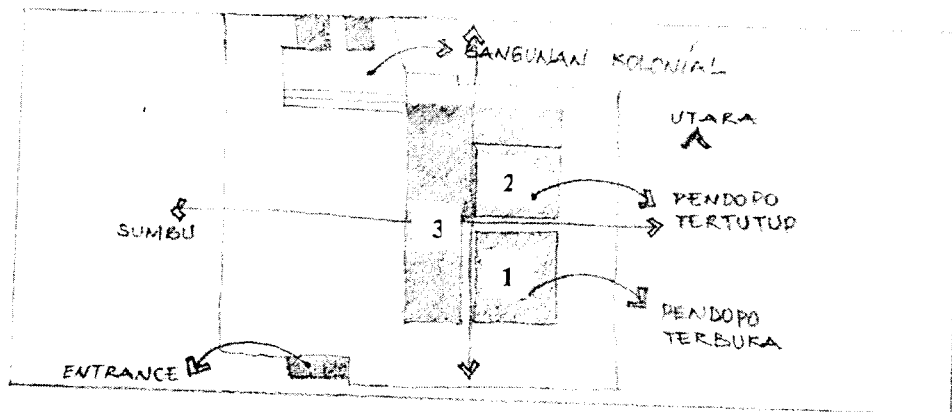 BANGUNAN KOLONIAL
UTARA
2
PENDOPO
TERTUTUP
SUMBU
3
1
PENDOPO
TERBUKA
ENTRANCE